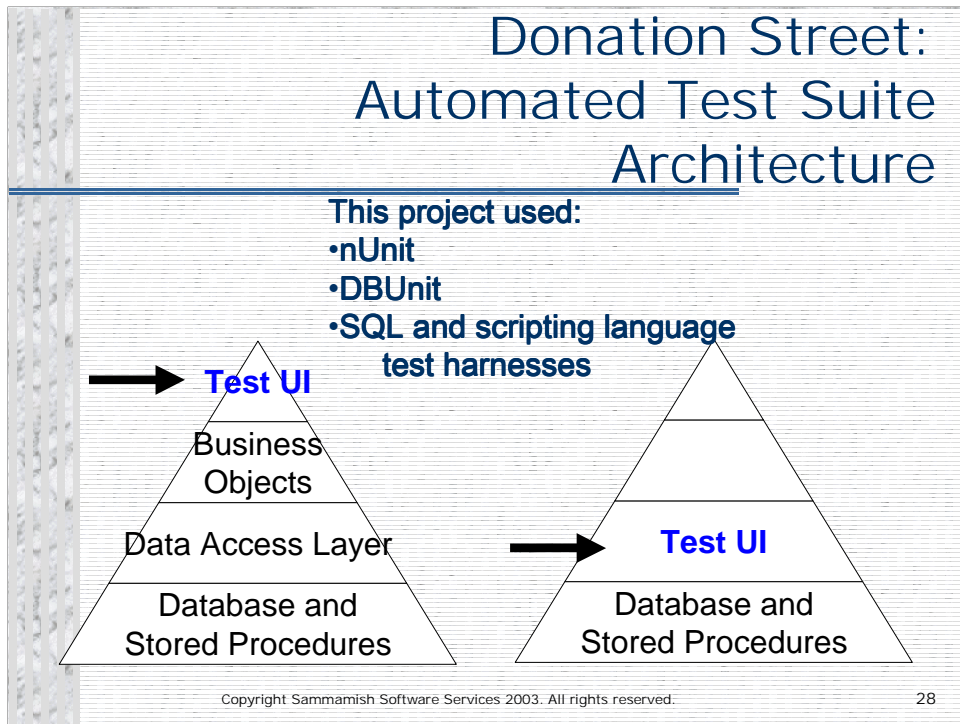 Donation Street:
Automated Test Suite
Architecture
This project used:
•nUnit
•DBUnit
•SQL and scripting language
test harnesses
Test UI
Business
Objects
Data Access Layer
Database and
Stored Procedures
Test UI
Database and
Stored Procedures
Copyright Sammamish Software Services 2003. All rights reserved.
28